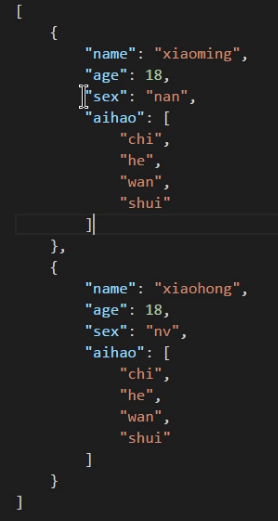 [
    {
        "name": "xiaoming",
        "age": 18,
        "sex": "nan",
        "aihao": [
            "chi",
            "he",
            "wan",
            "shui"
        ]
    },
    {
        "name": "xiaohong",
        "age": 18,
        "sex": "nv",
        "aihao": [
            "chi",
            "he",
            "wan",
            "shui"
        ]
    }
]